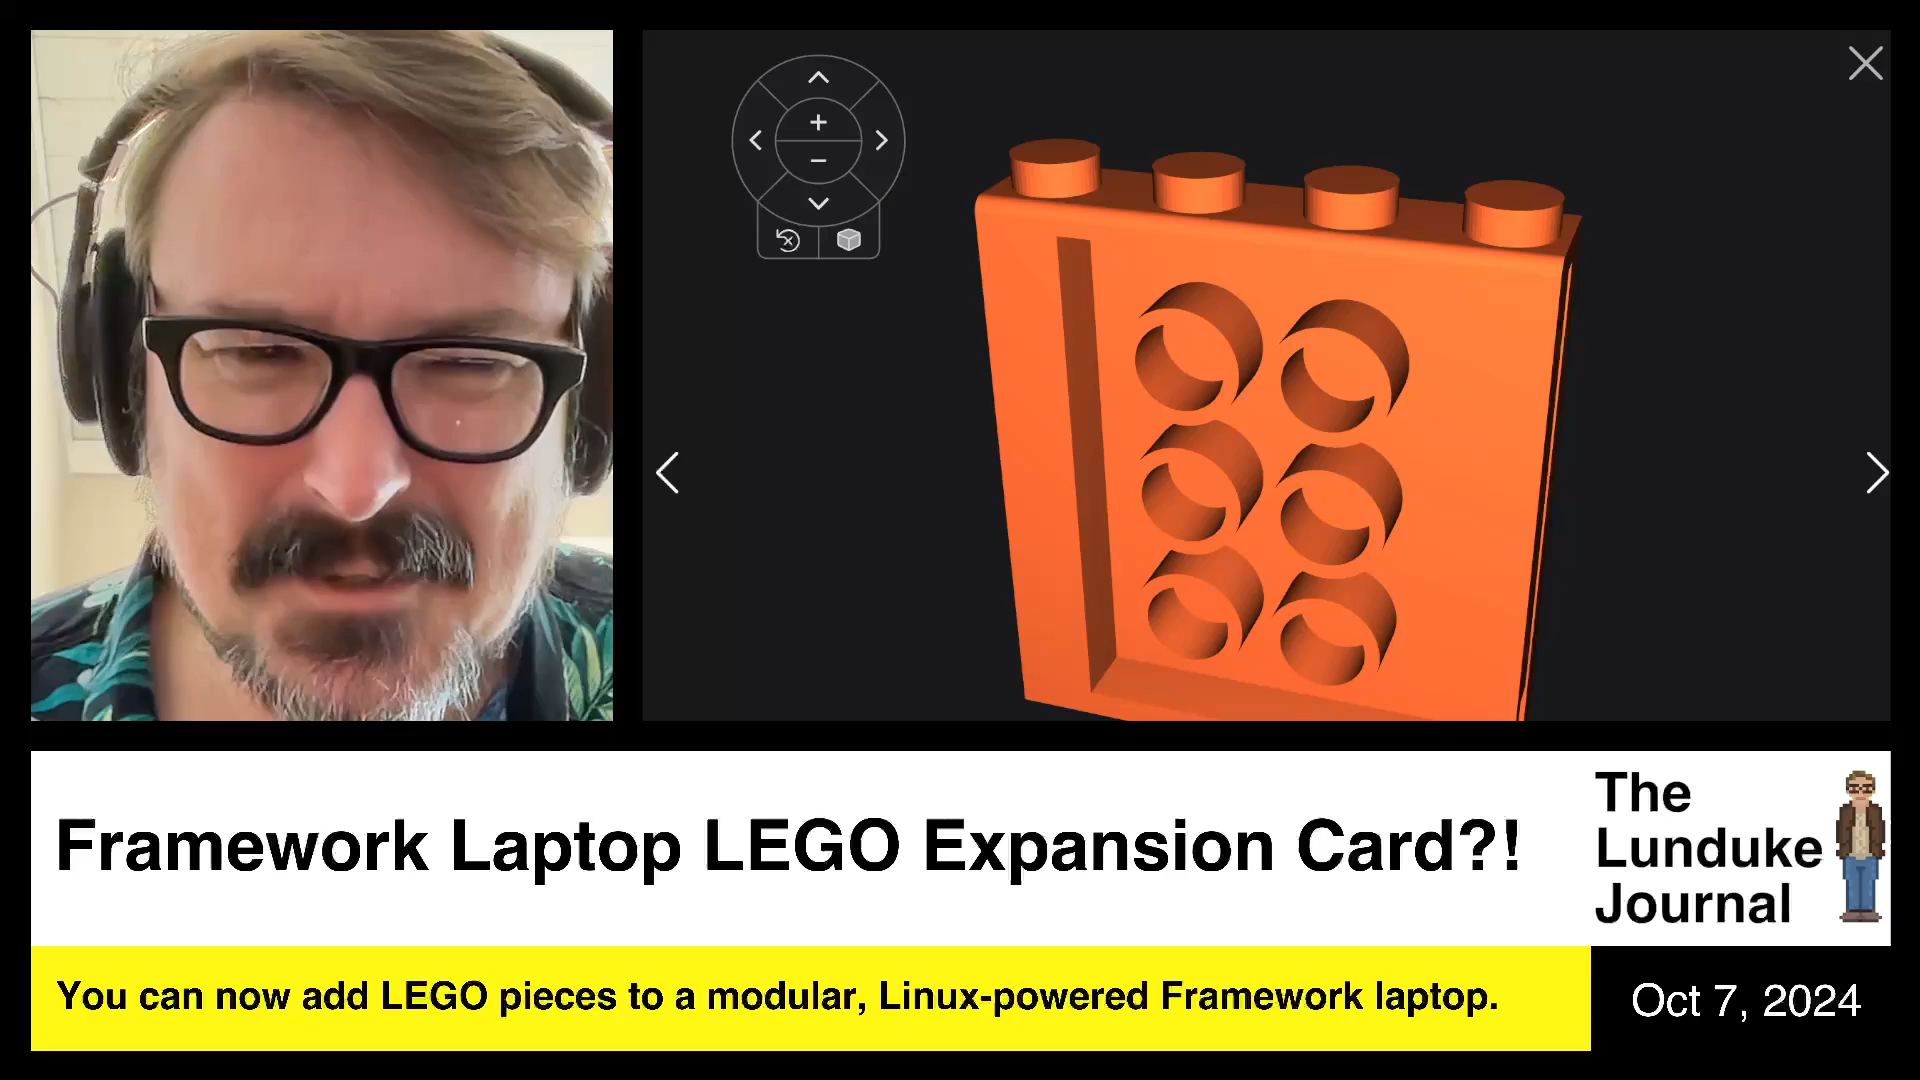 Framework Laptop LEGO Expansion Card?!
The
Lunduke
Journal
You can now add LEGO pieces to a modular, Linux-powered Framework laptop.
Oct 7, 2024